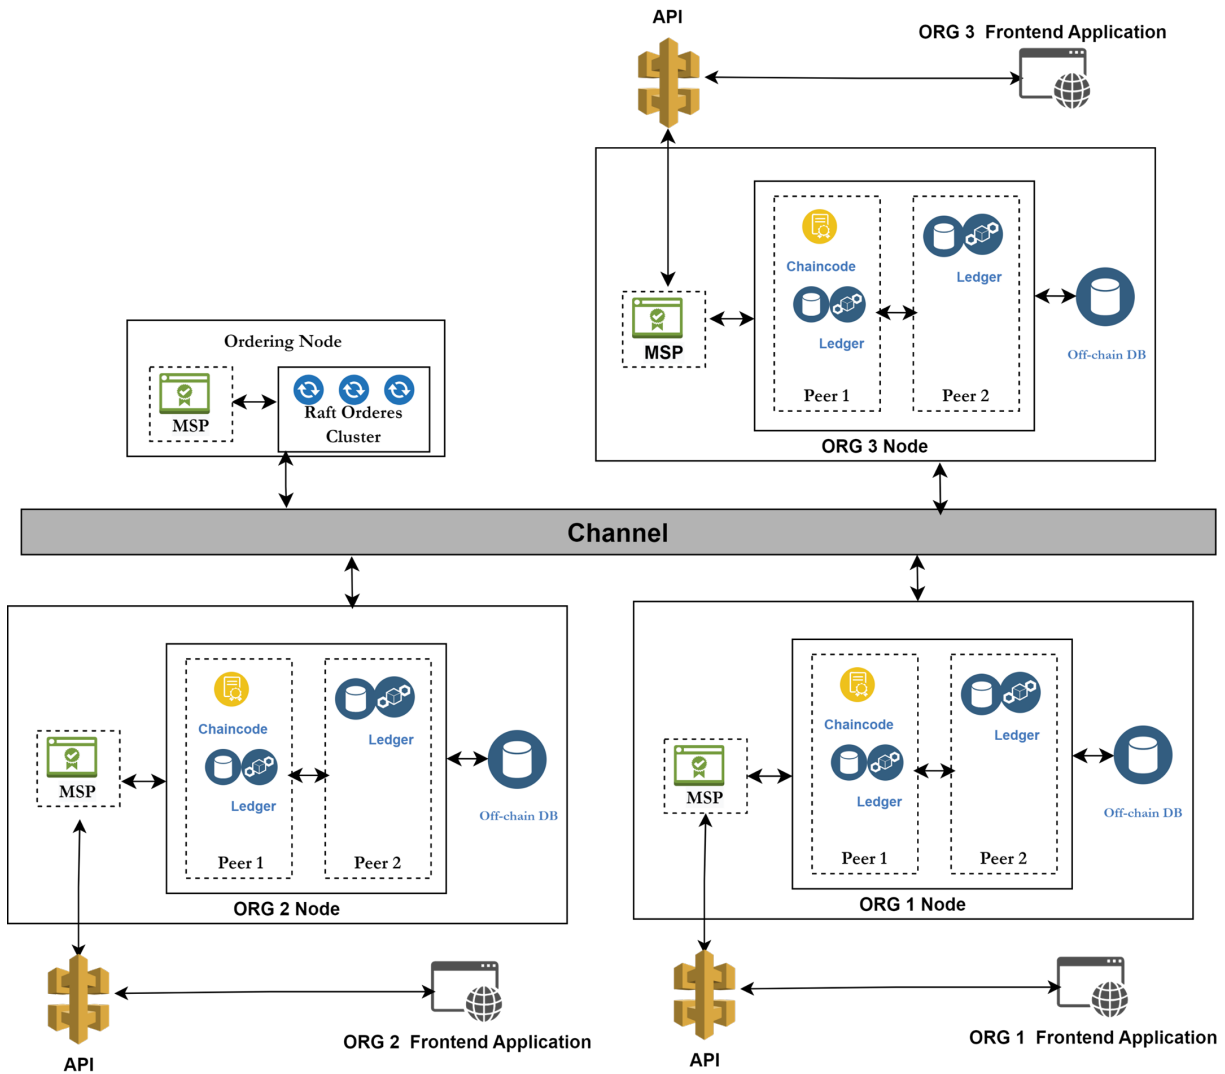 API
ORG 3 Frontend Application
Chaincode
Ledger
Ledger
MSP
Off-chain DB
Peer 1
Peer 2
ORG 3 Node
Ordering Node
MSP
Raft Orderes
Cluster
Channel
Chaincode
Ledger
Ledger
MSP
Off-chain DB
Peer 1
Peer 2
ORG 2 Node
API
ORG 2 Frontend Application
Chaincode
Ledger
Ledger
MSP
Off-chain DB
Peer 1
Peer 2
ORG 1 Node
API
ORG 1 Frontend Application